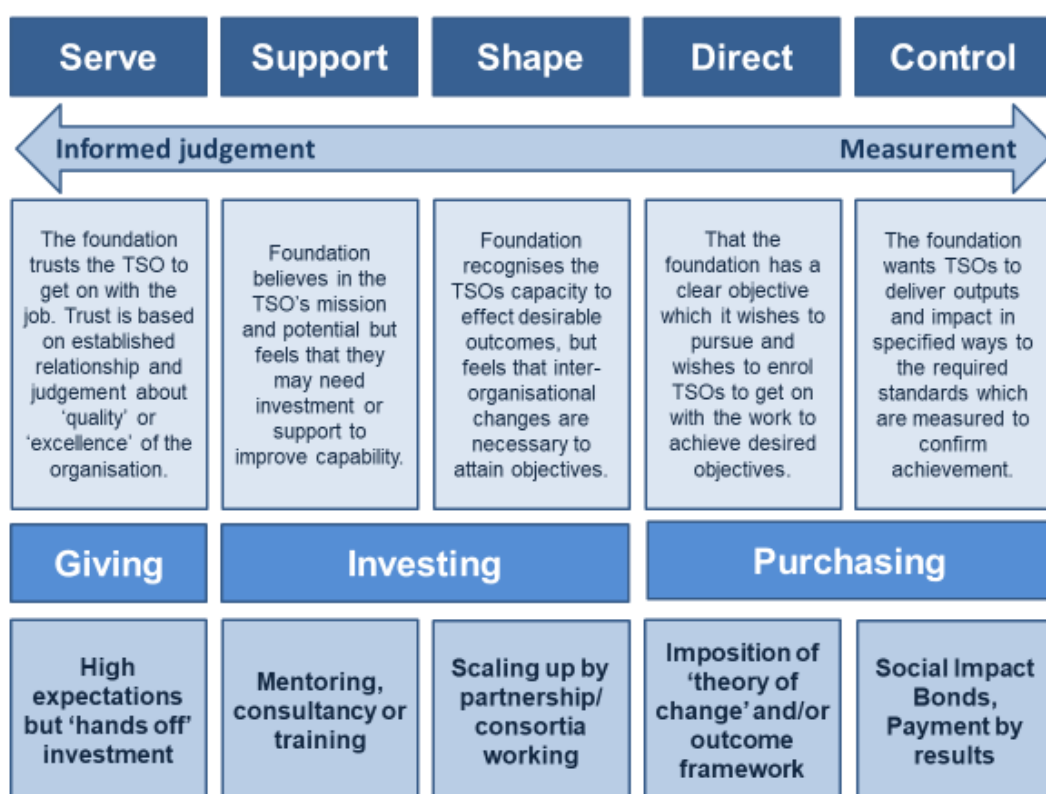 Serve
Support
Shape
Direct
Control
Informed judgement
Measurement
The foundation
trusts the TSO to
get on with the
job. Trust is based
on established
relationship and
judgement about
‘quality’ or
‘excellence’ of the
organisation.
Foundation
believes in the
TSO’s mission
and potential but
feels that they
may need
investment or
support to
improve capability.
Foundation
recognises the
TSOs capacity to
effect desirable
outcomes, but
feels that inter-
organisational
changes are
necessary to
attain objectives.
That the
foundation has a
clear objective
which it wishes to
pursue and
wishes to enrol
TSOs to get on
with the work to
achieve desired
objectives.
The foundation
wants TSOs to
deliver outputs
and impact in
specified ways to
the required
standards which
are measured to
confirm
achievement.
Giving
Investing
Purchasing
High
expectations
but ‘hands off’
investment
Mentoring,
consultancy or
training
Scaling up by
partnership/
consortia
working
Imposition of
‘theory of
change’ and/or
outcome
framework
Social Impact
Bonds,
Payment by
results